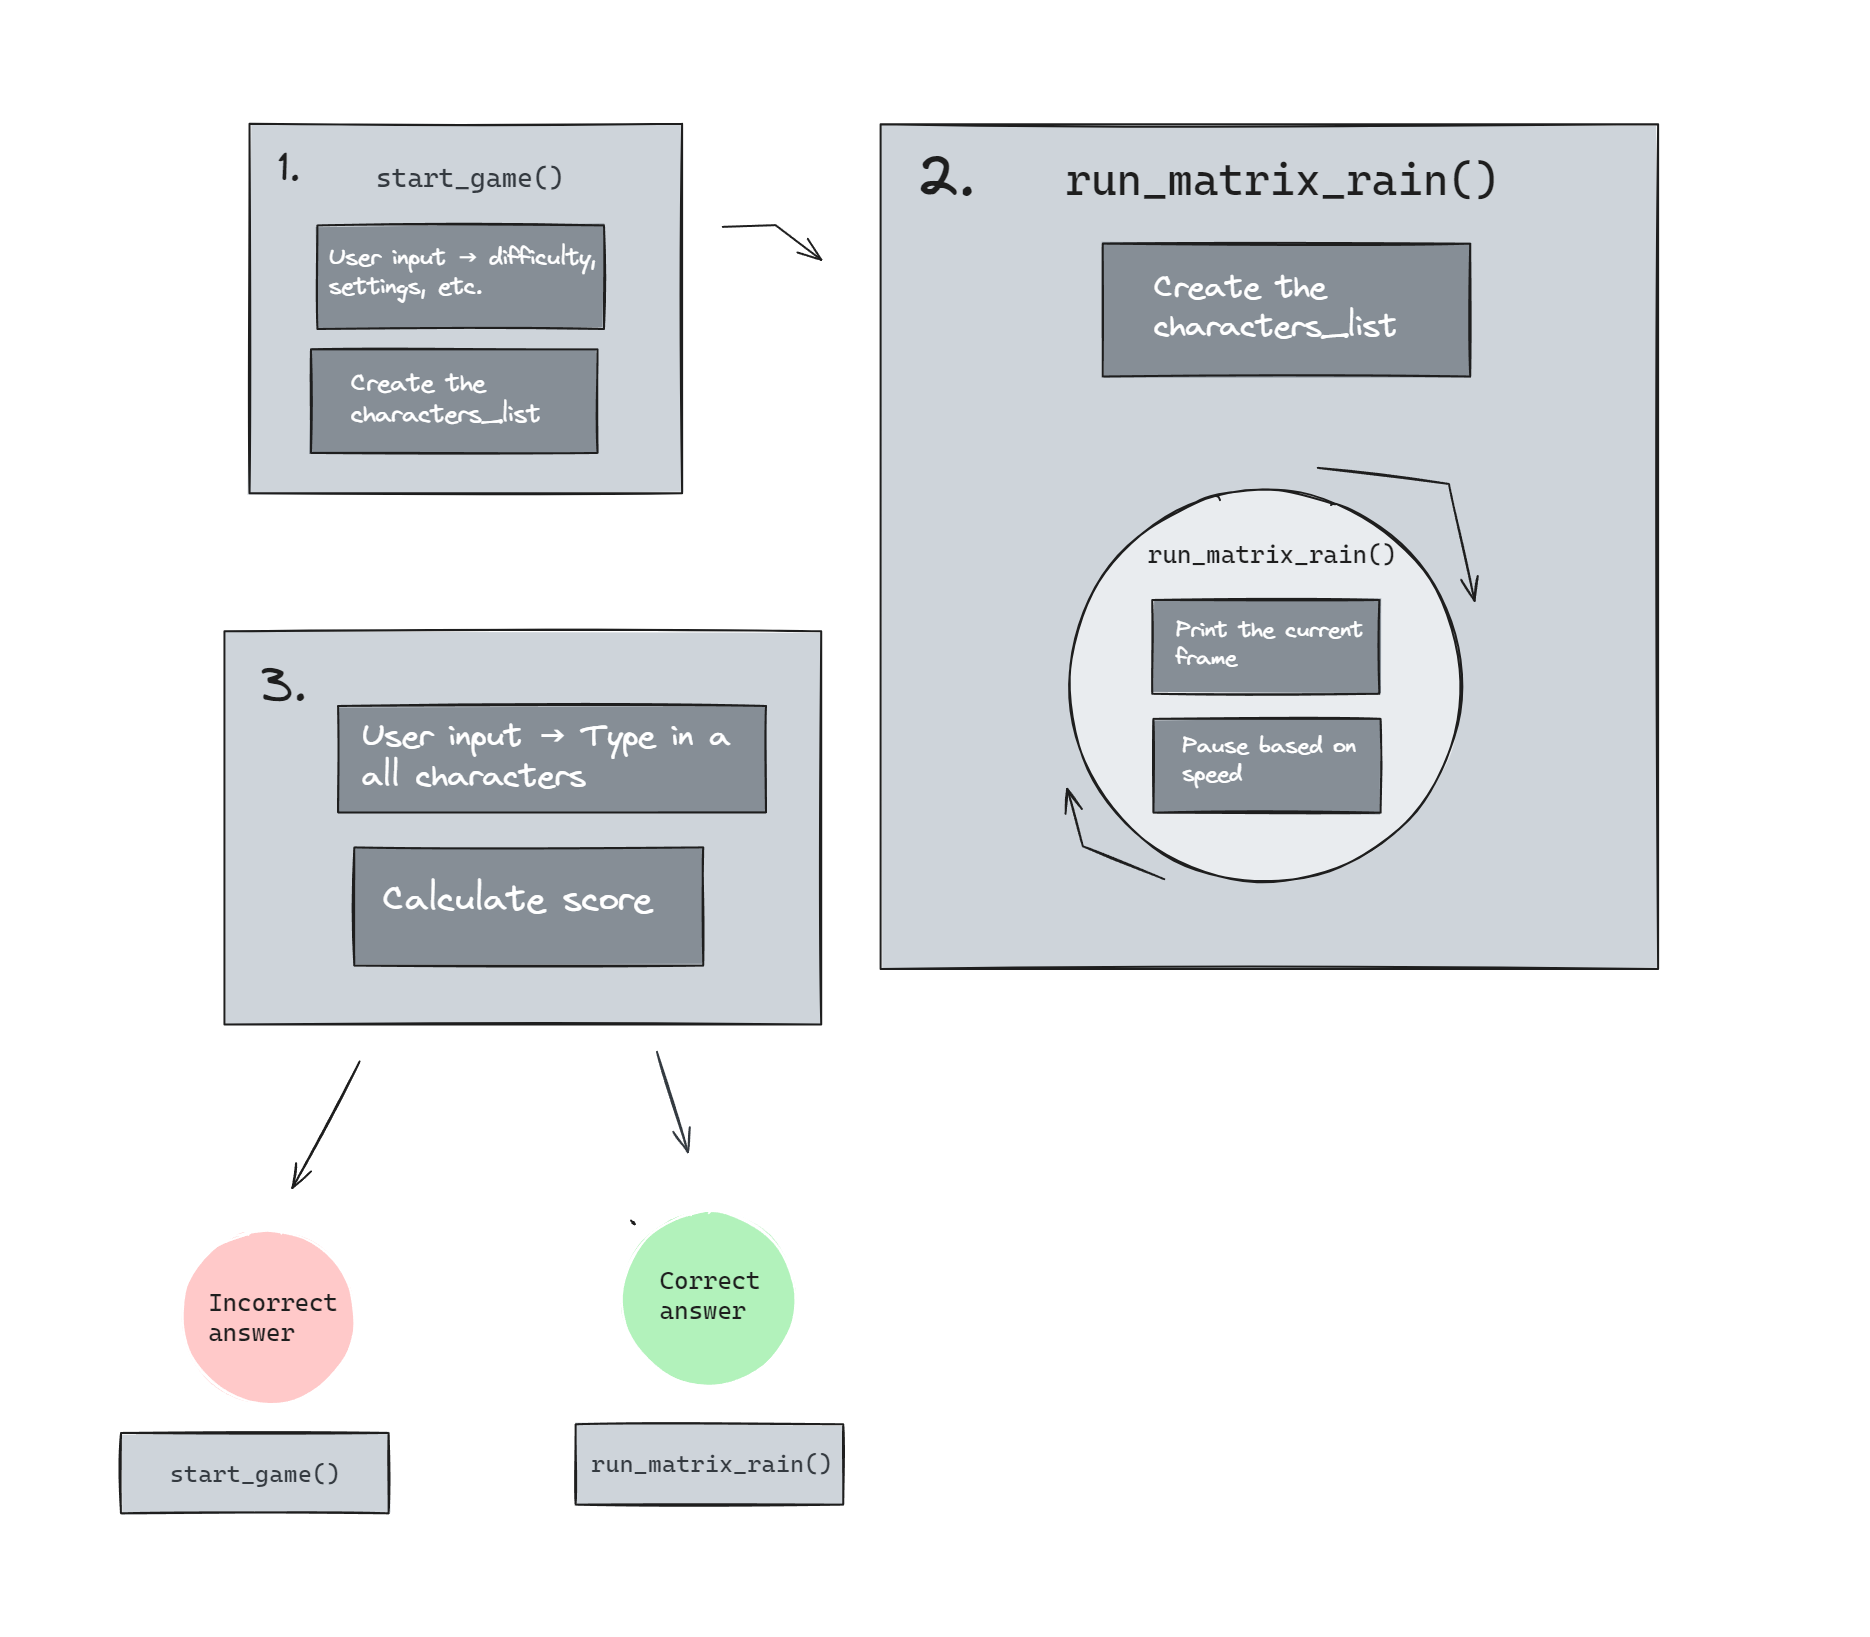 1.
start_game()
User input → difficulty,
settings, etc.
Create the
characters_list
2.
run_matrix_rain()
Create the
characters_list
run_matrix_rain()
Print the current
frame
Pause based on
speed
3.
User input → Type in a
all characters
Calculate score
Incorrect
answer
start_game()
Correct
answer
run_matrix_rain()